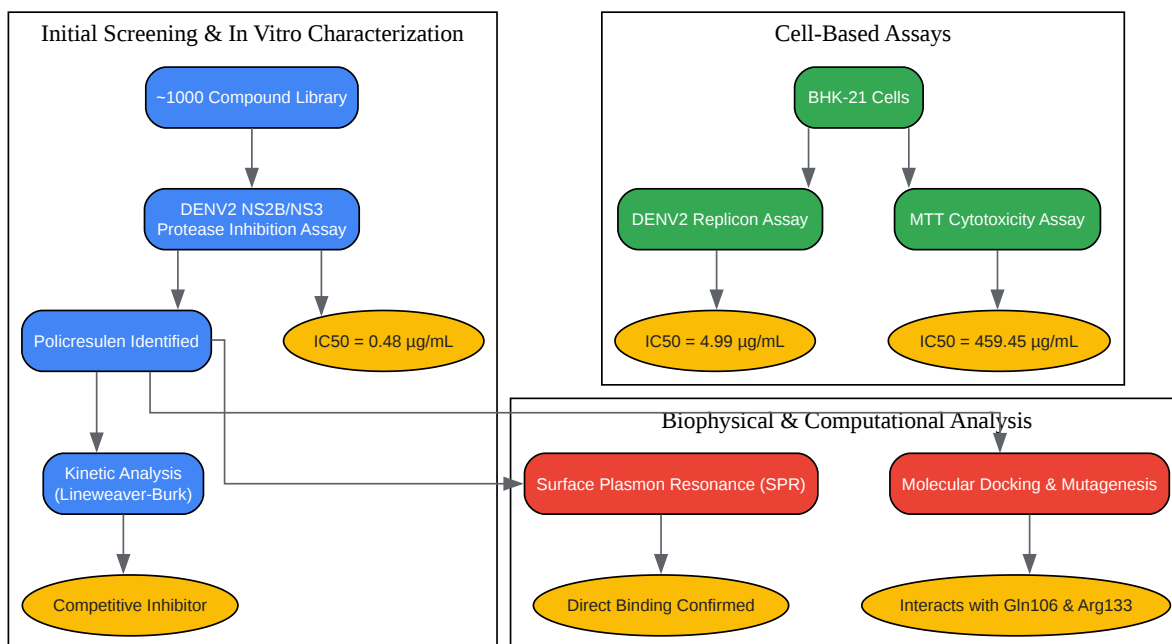 Initial Screening & In Vitro Characterization
~1000 Compound Library
DENV2 NS2B/NS3
Protease Inhibition Assay
Policresulen Identified
IC50 = 0.48 µg/mL
Kinetic Analysis
(Lineweaver-Burk)
Competitive Inhibitor
Cell-Based Assays
BHK-21 Cells
DENV2 Replicon Assay
MTT Cytotoxicity Assay
IC50 = 4.99 µg/mL
IC50 = 459.45 µg/mL
Biophysical & Computational Analysis
Surface Plasmon Resonance (SPR)
Molecular Docking & Mutagenesis
Direct Binding Confirmed
Interacts with Gln106 & Arg133